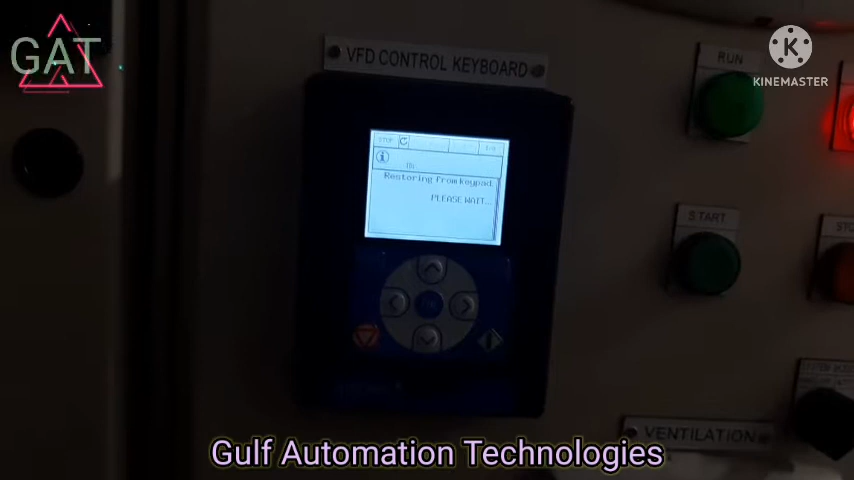 GAT
VFD CONTROL KEYBOARD
RUN
KINEMASTER
STOP
Restoring from keypad
PLEASE WAIT...
START
VENTILATION
Gulf Automation Technologies